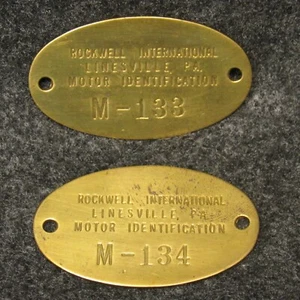 ROCKWELL INTERNATIONAL
LINESVILLE, PA.
MOTOR IDENTIFICATION
M-133
ROCKWELL INTERNATIONAL
LINESVILLE, PA.
MOTOR IDENTIFICATION
M-134